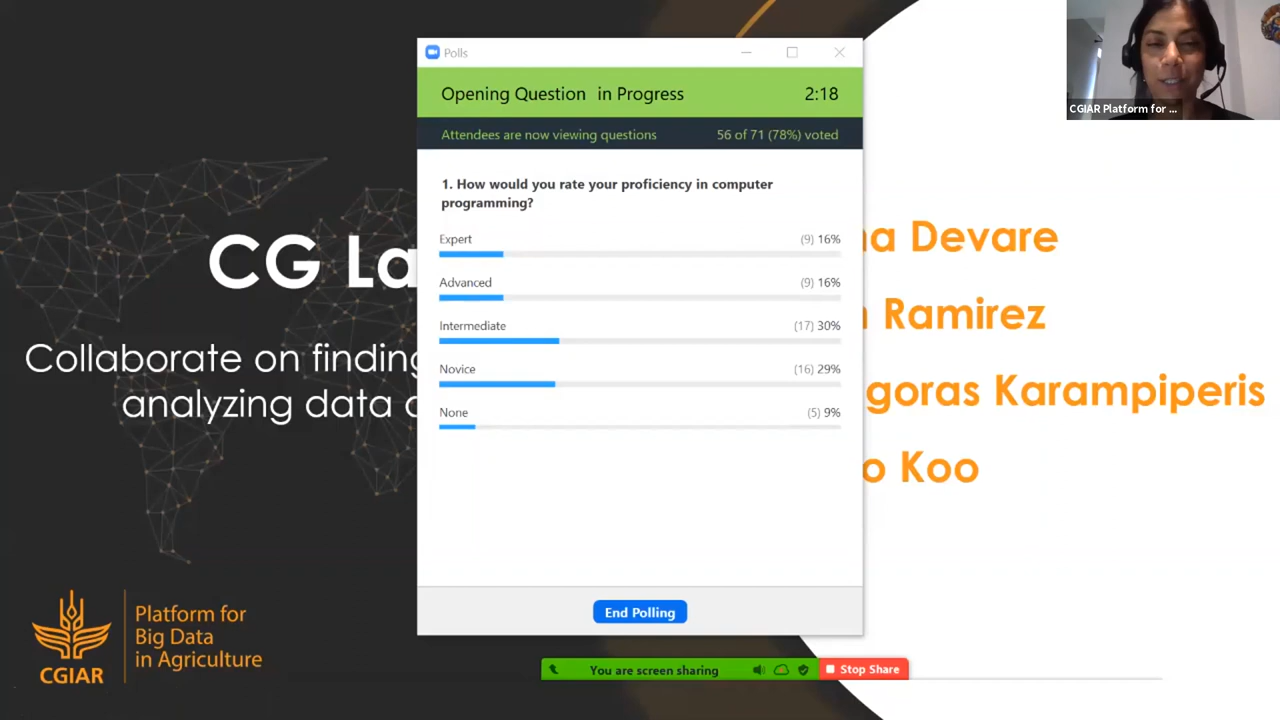 Polls
Opening Question in Progress 2:18
Attendees are now viewing questions 56 of 71 (78%) voted
1. How would you rate your proficiency in computer
programming?
Expert (9) 16%
Advanced (9) 16%
Intermediate (17) 30%
Novice (16) 29%
None (5) 9%
End Polling
CG La
Collaborate on finding
analyzing data
Devare
Ramirez
goras Karampiperis
o Koo
CGIAR
Platform for
Big Data
in Agriculture
You are screen sharing
Stop Share
CGIAR Platform for ...